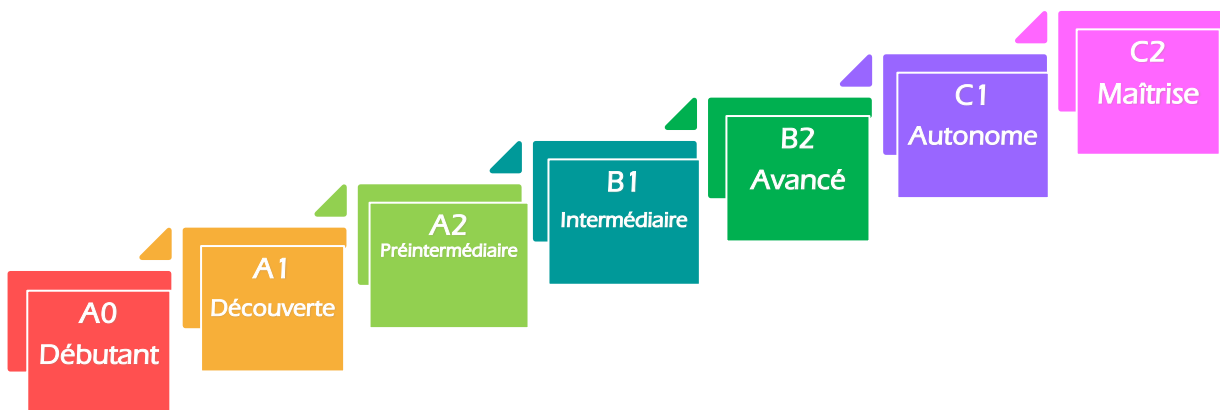 A0
Débutant
A1
Découverte
A2
Préintermédiaire
B1
Intermédiaire
B2
Avancé
C1
Autonome
C2
Maîtrise